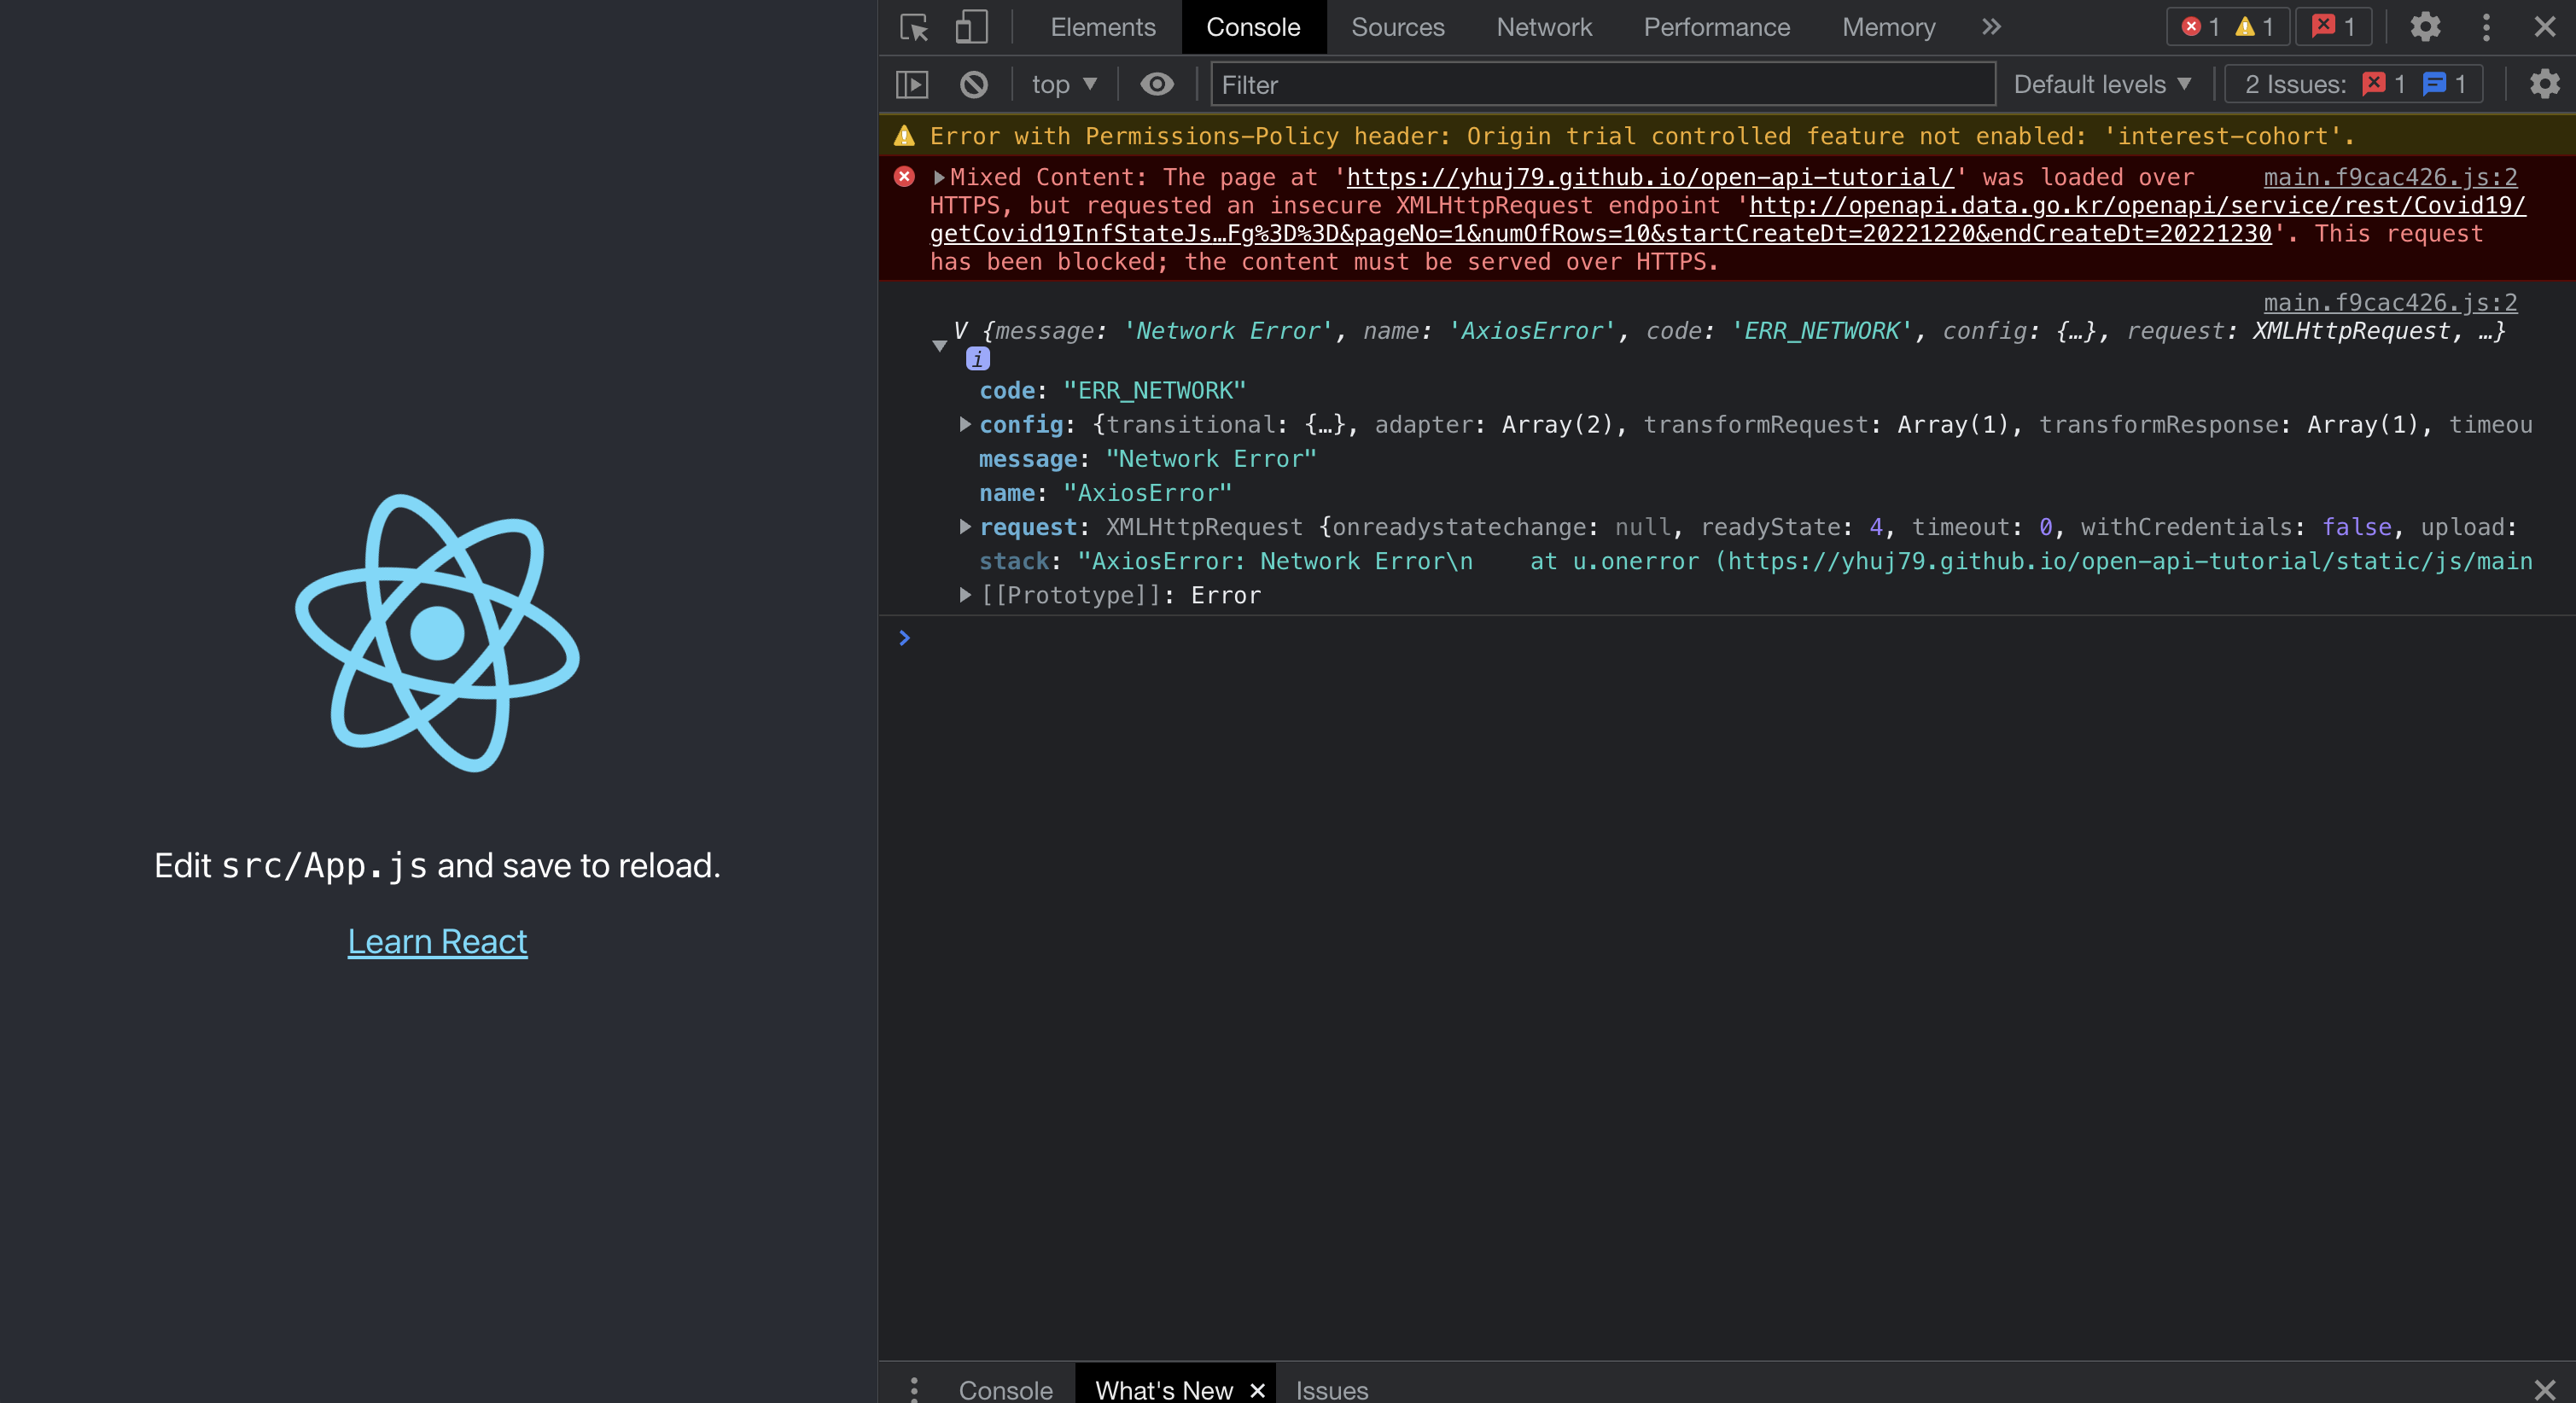 Elements Console Sources Network Performance Memory 1 1 1
top Filter Default levels 2 Issues: 1 1
Error with Permissions-Policy header: Origin trial controlled feature not enabled: 'interest-cohort'.
Mixed Content: The page at 'https://yhuj79.github.io/open-api-tutorial/' was loaded over main.f9cac426.js:2
HTTPS, but requested an insecure XMLHttpRequest endpoint 'http://openapi.data.go.kr/openapi/service/rest/Covid19/
getCovid19InfStateJs…Fg%3D%3D&pageNo=1&numOfRows=10&startCreateDt=20221220&endCreateDt=20221230'. This request
has been blocked; the content must be served over HTTPS.
main.f9cac426.js:2
V {message: 'Network Error', name: 'AxiosError', code: 'ERR_NETWORK', config: {…}, request: XMLHttpRequest, …}
i
code: "ERR_NETWORK"
config: {transitional: {…}, adapter: Array(2), transformRequest: Array(1), transformResponse: Array(1), timeou
message: "Network Error"
name: "AxiosError"
request: XMLHttpRequest {onreadystatechange: null, readyState: 4, timeout: 0, withCredentials: false, upload:
stack: "AxiosError: Network Error\n    at u.onerror (https://yhuj79.github.io/open-api-tutorial/static/js/main
[[Prototype]]: Error
Edit src/App.js and save to reload.
Learn React
Console What's New Issues